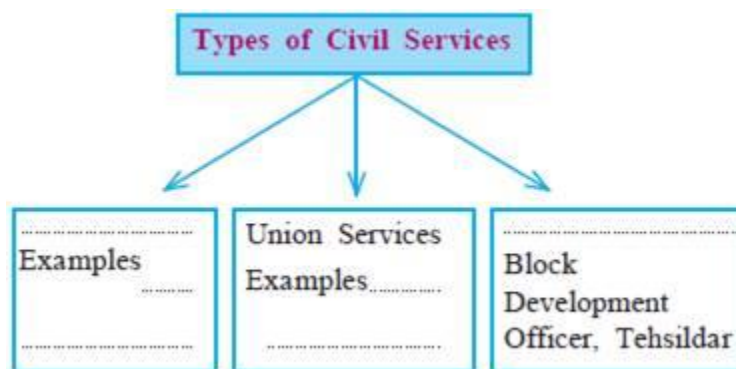 Types of Civil Services
....................................
Examples
...........
....................................
Union Services
Examples...............
....................................
....................................
Block
Development
Officer, Tehsildar